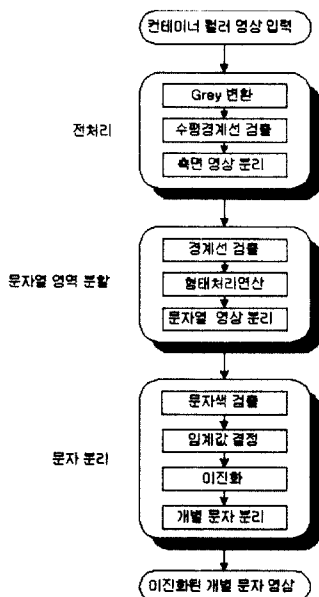 컨테이너 컬러 영상 입력
전처리
Grey 변환
수평경계선 검출
측면 영상 분리
문자열 영역 분할
경계선 검출
형태처리연산
문자열 영상 분리
문자 분리
문자색 검출
임계값 결정
이진화
개별 문자 분리
이진화된 개별 문자 영상